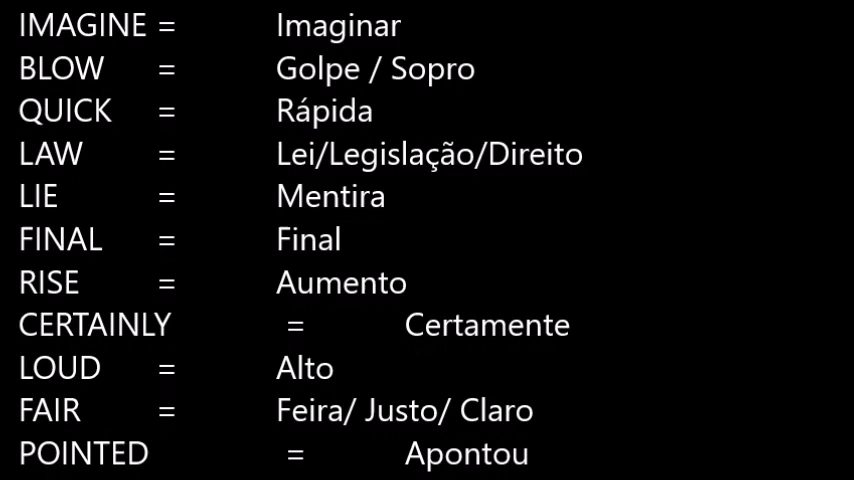 IMAGINE = Imaginar
BLOW = Golpe / Sopro
QUICK = Rápida
LAW = Lei/Legislação/Direito
LIE = Mentira
FINAL = Final
RISE = Aumento
CERTAINLY = Certamente
LOUD = Alto
FAIR = Feira/ Justo/ Claro
POINTED = Apontou